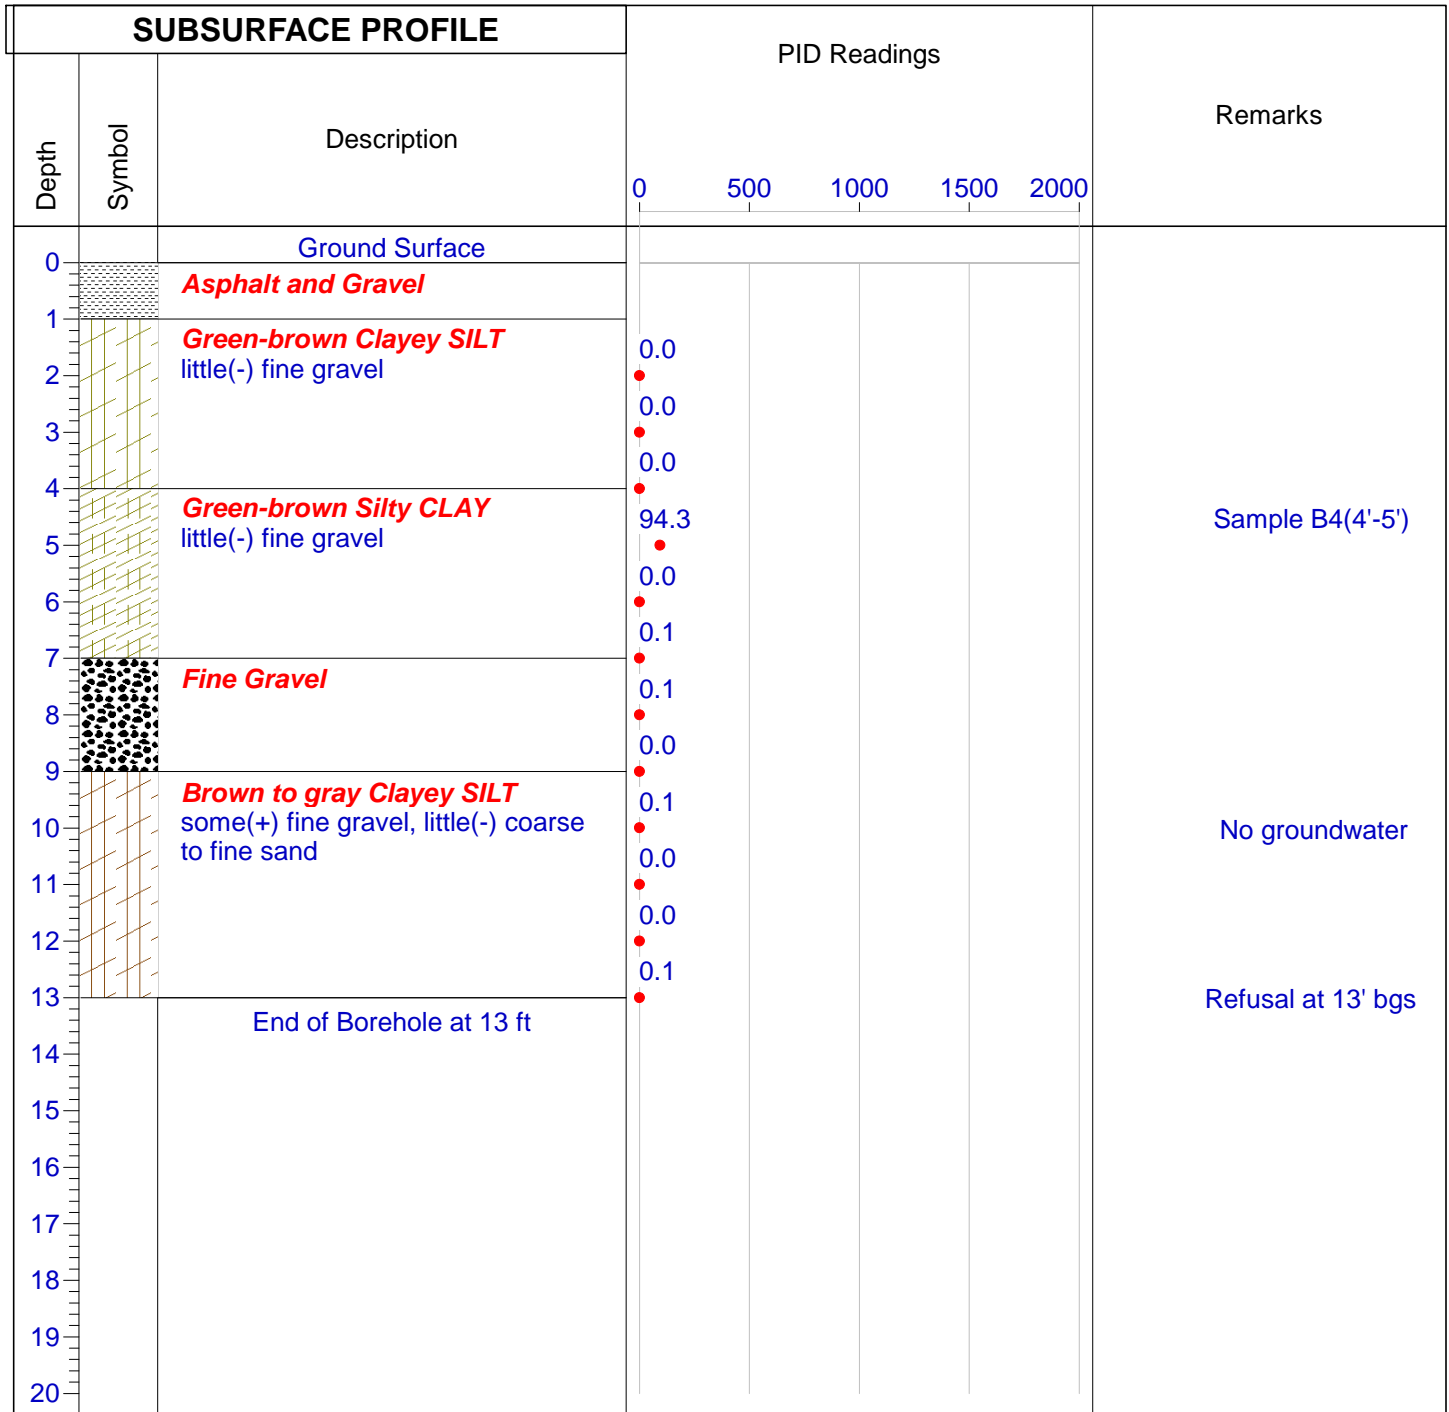 SUBSURFACE PROFILE
PID Readings
Remarks
Depth
Symbol
Description
0 500 1000 1500 2000
Ground Surface
0
Asphalt and Gravel
1
Green-brown Clayey SILT
0.0
little(-) fine gravel
2
0.0
3
0.0
4
Green-brown Silty CLAY
94.3
Sample B4(4'-5')
little(-) fine gravel
5
0.0
6
0.1
7
Fine Gravel
0.1
8
0.0
9
Brown to gray Clayey SILT
0.1
some(+) fine gravel, little(-) coarse
10
No groundwater
to fine sand
0.0
11
0.0
12
0.1
13
Refusal at 13' bgs
End of Borehole at 13 ft
14
15
16
17
18
19
20